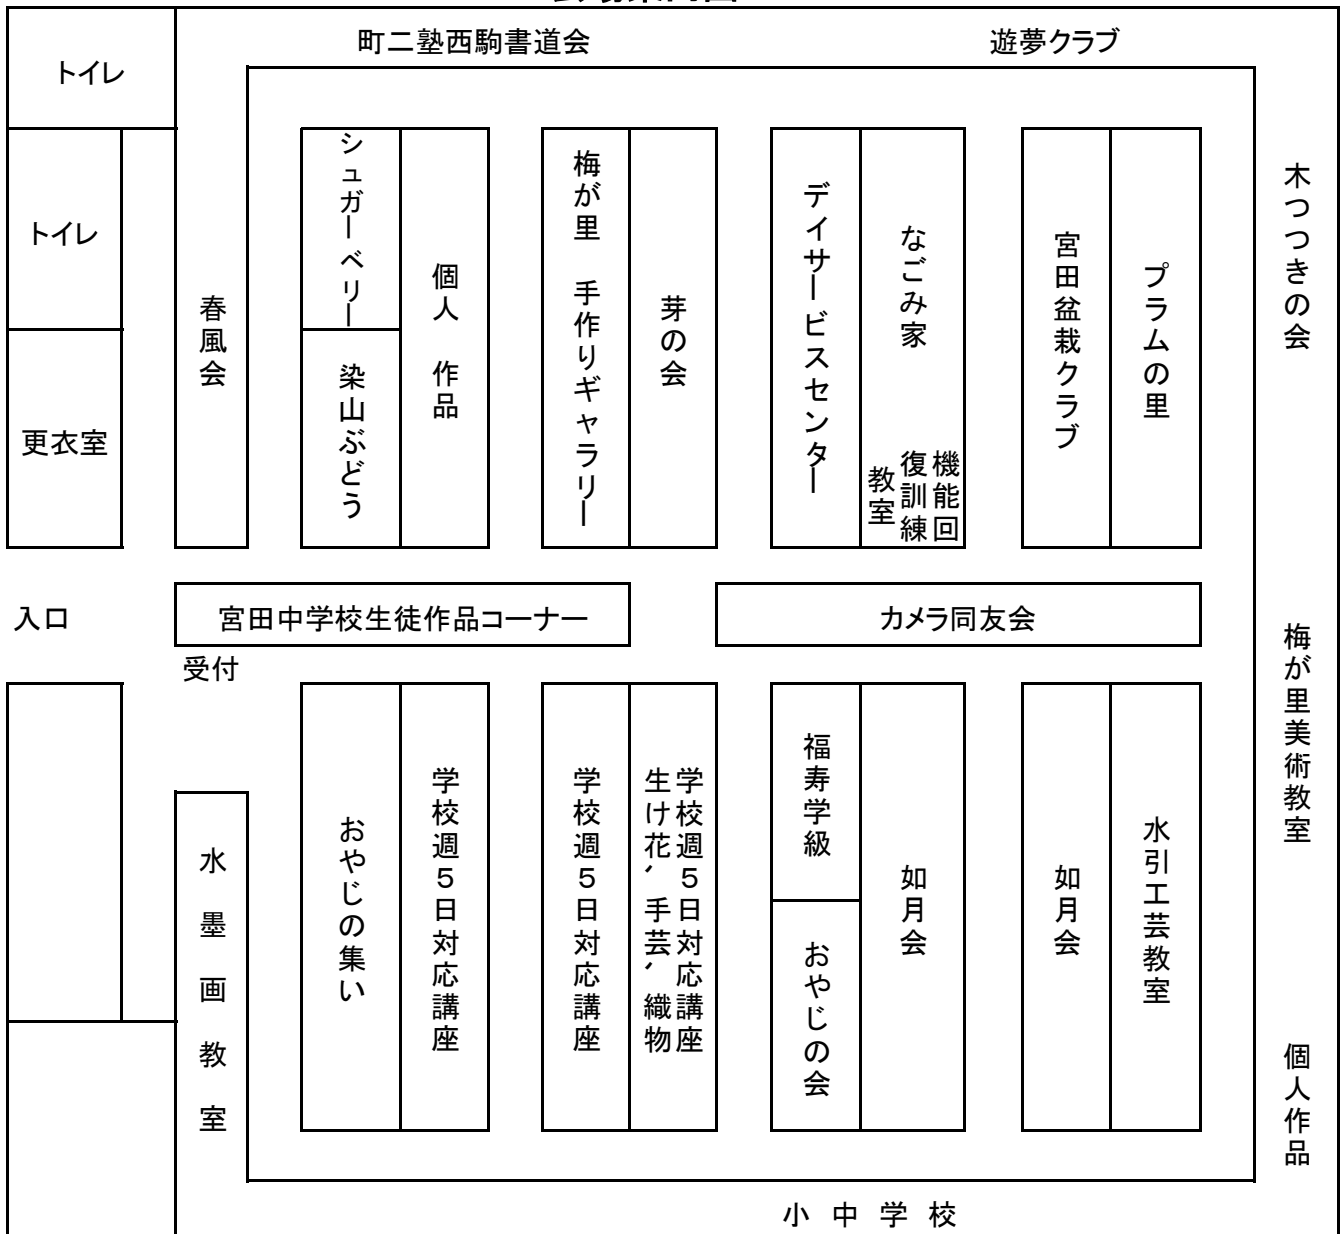 町二塾西駒書道会
遊夢クラブ
トイレ
トイレ
更衣室
春風会
シュガーベリー
染山ぶどう
個人 作品
梅が里 手作りギャラリー
芽の会
デイサービスセンター
なごみ家
機能回
復訓練
教室
宮田盆栽クラブ
プラムの里
木つつきの会
入口
宮田中学校生徒作品コーナー
カメラ同友会
受付
梅が里美術教室
水墨画教室
おやじの集い
学校週5日対応講座
学校週5日対応講座
学校週5日対応講座
生け花,手芸,織物
福寿学級
おやじの会
如月会
如月会
水引工芸教室
個人作品
小中学校